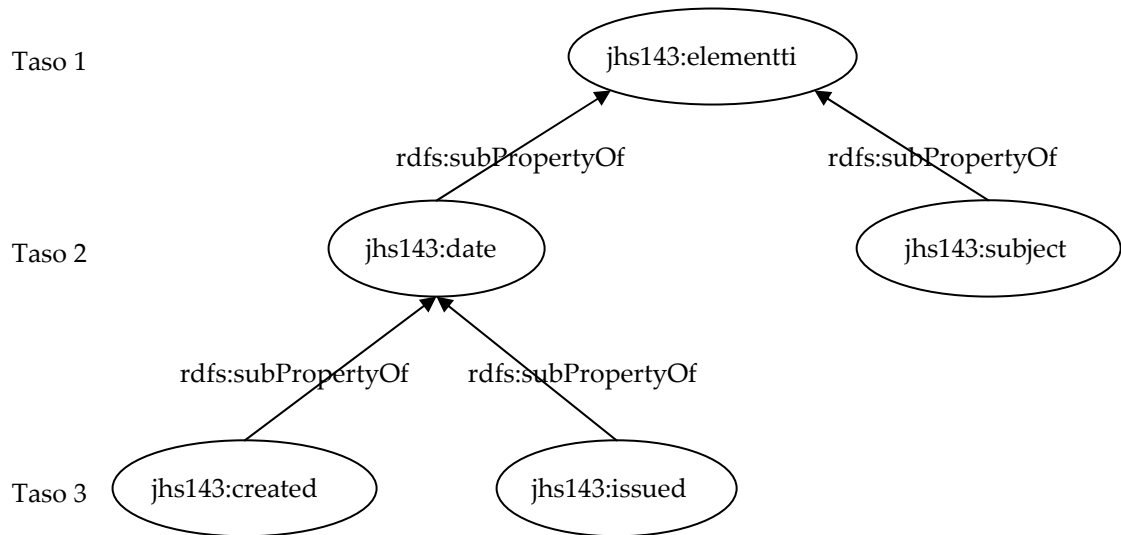 Taso 1
jhs143:elementti
rdfs:subPropertyOf
rdfs:subPropertyOf
Taso 2
jhs143:date
jhs143:subject
rdfs:subPropertyOf
rdfs:subPropertyOf
Taso 3
jhs143:created
jhs143:issued